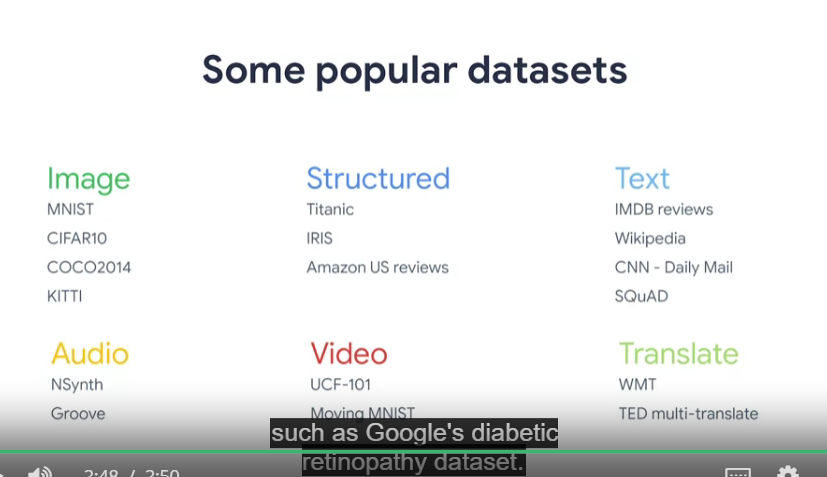 Some popular datasets
Image
MNIST
CIFAR10
COCO2014
KITTI
Structured
Titanic
IRIS
Amazon US reviews
Text
IMDB reviews
Wikipedia
CNN - Daily Mail
SQuAD
Audio
NSynth
Groove
Video
UCF-101
Moving MNIST
Translate
WMT
TED multi-translate
such as Google's diabetic
retinopathy dataset.
2:48 / 2:50